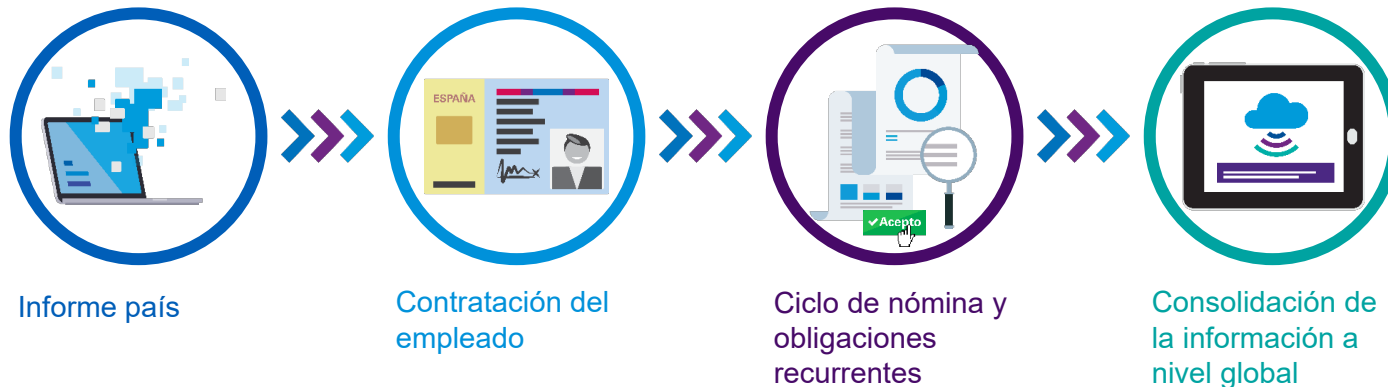 ESPAÑA
Acepto
Informe país
Contratación del
empleado
Ciclo de nómina y
obligaciones
recurrentes
Consolidación de
la información a
nivel global